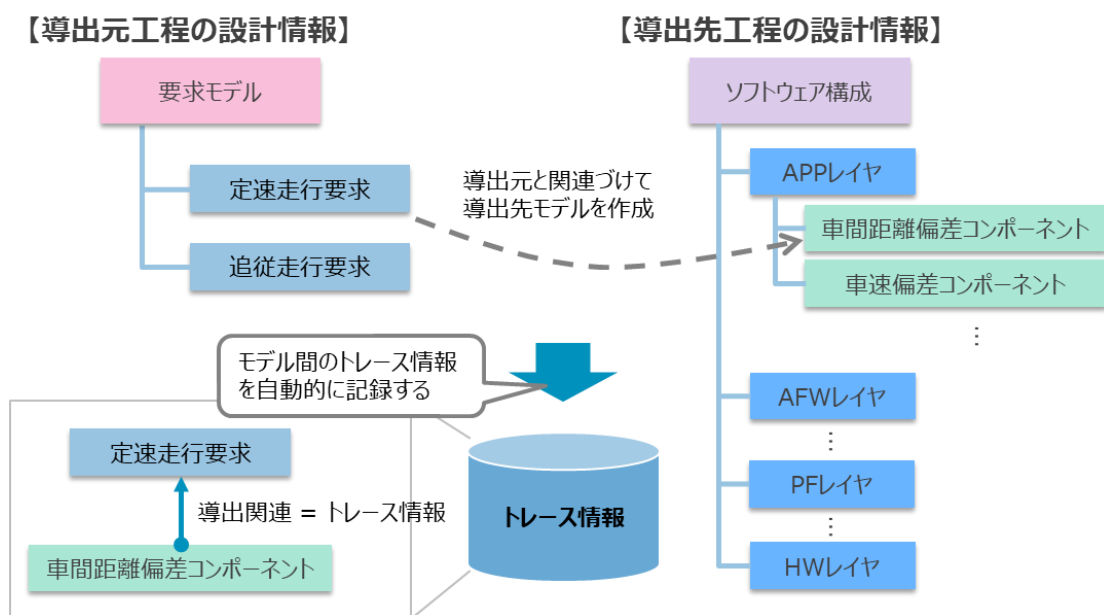 【導出元工程の設計情報】
要求モデル
定速走行要求
追従走行要求
導出元と関連づけて
導出先モデルを作成
【導出先工程の設計情報】
ソフトウェア構成
APPレイヤ
車間距離偏差コンポーネント
車速偏差コンポーネント
⋮
AFWレイヤ
⋮
PFレイヤ
⋮
HWレイヤ
モデル間のトレース情報
を自動的に記録する
定速走行要求
導出関連 = トレース情報
車間距離偏差コンポーネント
トレース情報